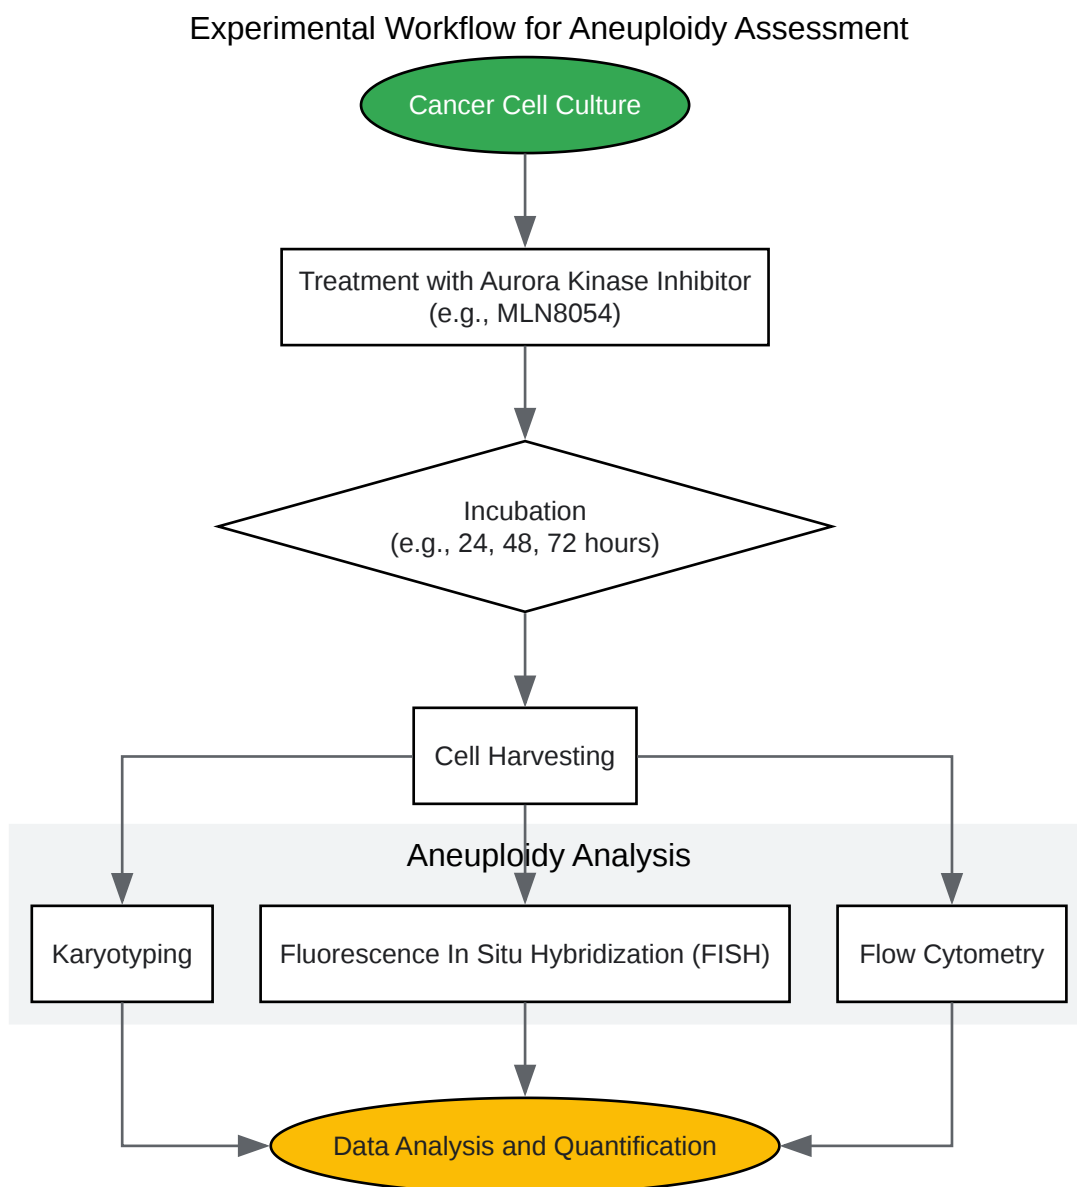 Experimental Workflow for Aneuploidy Assessment
Cancer Cell Culture
Treatment with Aurora Kinase Inhibitor
(e.g., MLN8054)
Incubation
(e.g., 24, 48, 72 hours)
Cell Harvesting
Aneuploidy Analysis
Karyotyping
Fluorescence In Situ Hybridization (FISH)
Flow Cytometry
Data Analysis and Quantification